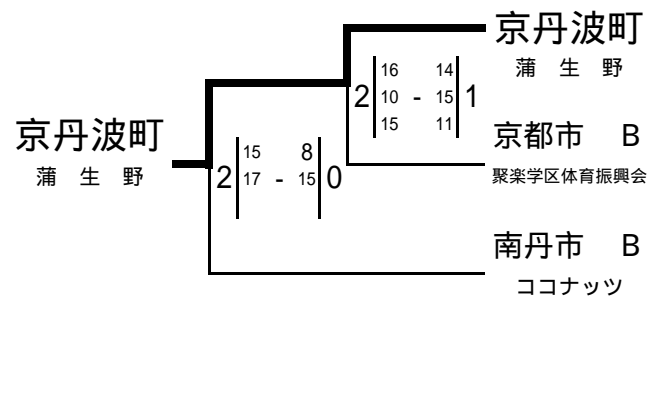 京丹波町
蒲 生 野
16 14
2 10 - 15 1
15 11
京都市 B
聚楽学区体育振興会
京丹波町
蒲 生 野
15 8
2 17 - 15 0
南丹市 B
ココナッツ